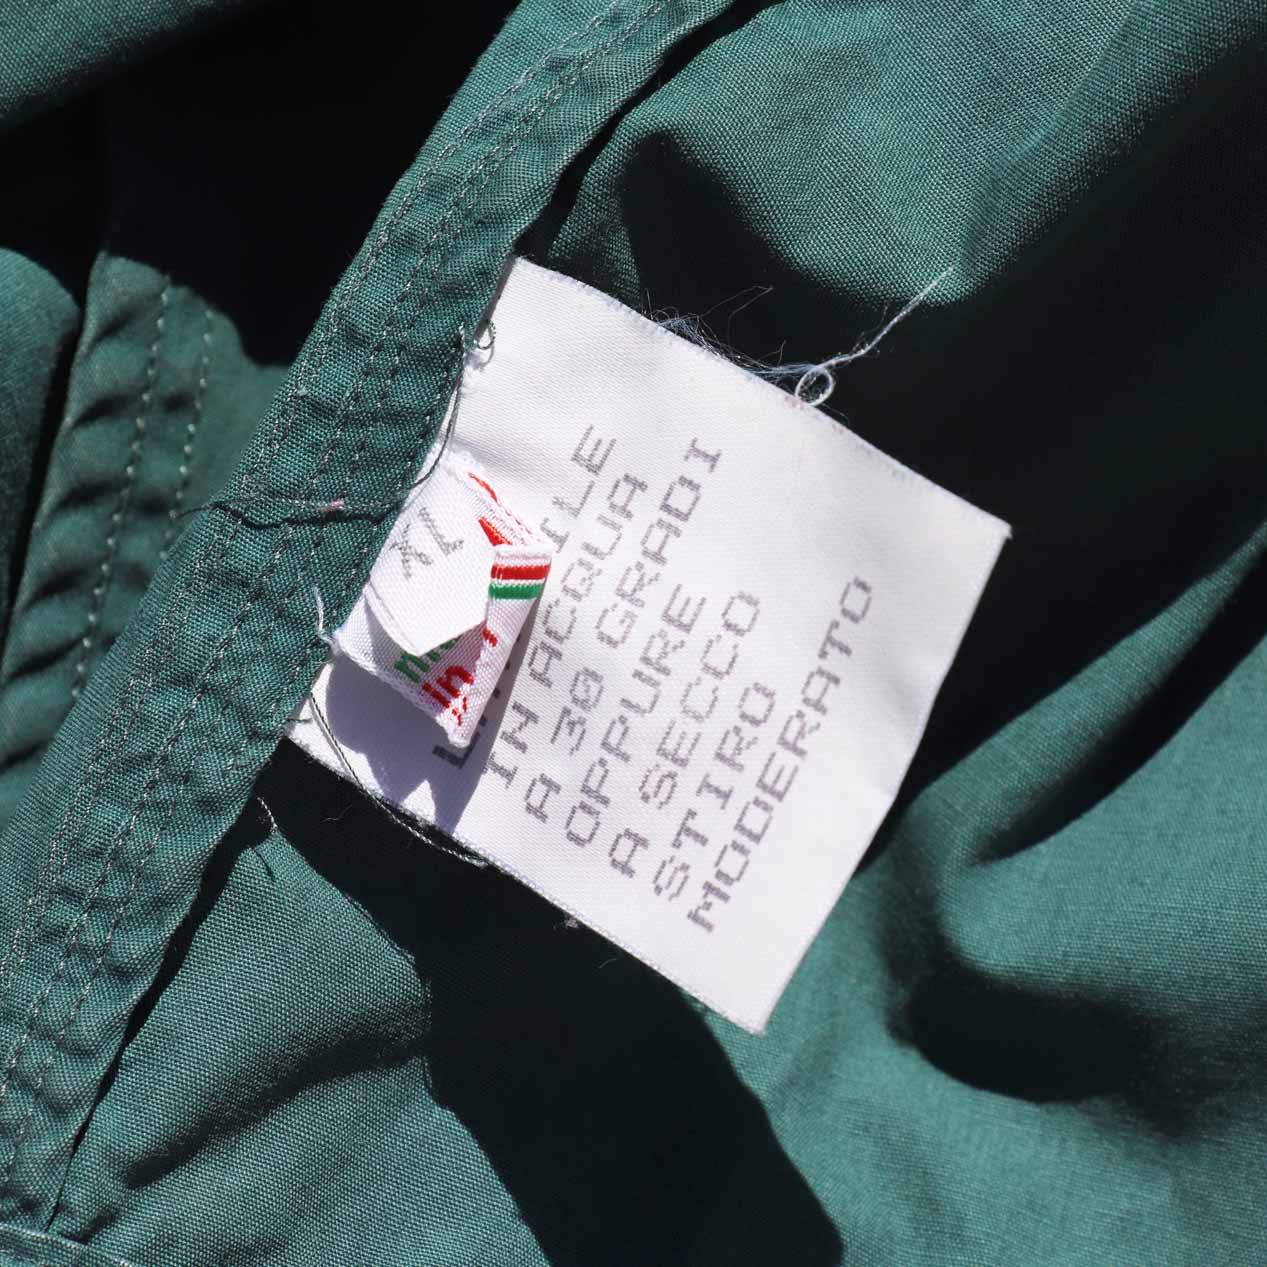 XL
IN ACQUA
A 30 GRADI
OPPURE
A SECCO
STIRO
MODERATO